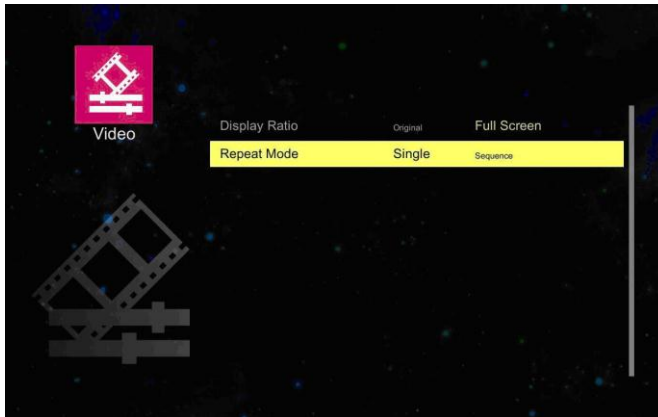 Video
Display Ratio Original Full Screen
Repeat Mode Single Sequence